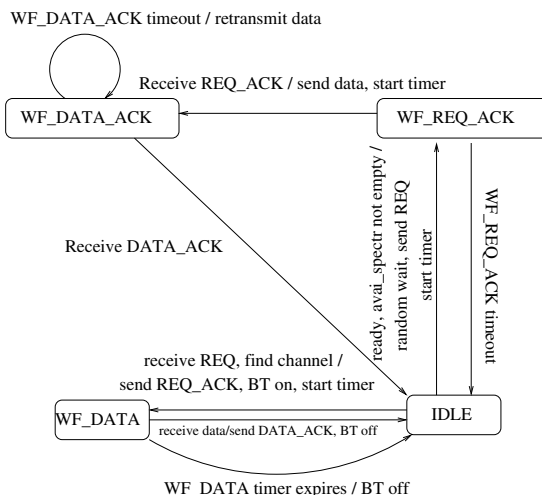 WF_DATA_ACK timeout / retransmit data
Receive REQ_ACK / send data, start timer
WF_DATA_ACK
WF_REQ_ACK
ready, avai_spectr not empty /
random wait, send REQ
start timer
WF_REQ_ACK timeout
Receive DATA_ACK
receive REQ, find channel /
send REQ_ACK, BT on, start timer
WF_DATA
IDLE
receive data/send DATA_ACK, BT off
WF_DATA timer expires / BT off